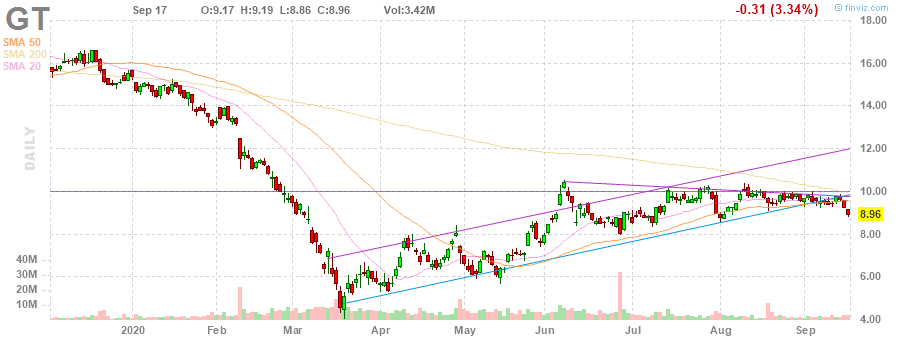 GT
Sep 17 O:9.17 H:9.19 L:8.86 C:8.96 Vol:3.42M
-0.31 (3.34%)
finviz.com
SMA 50
SMA 200
SMA 20
DAILY
18.00
16.00
14.00
12.00
10.00
8.96
8.00
6.00
4.00
40M
30M
20M
10M
2020 Feb Mar Apr May Jun Jul Aug Sep